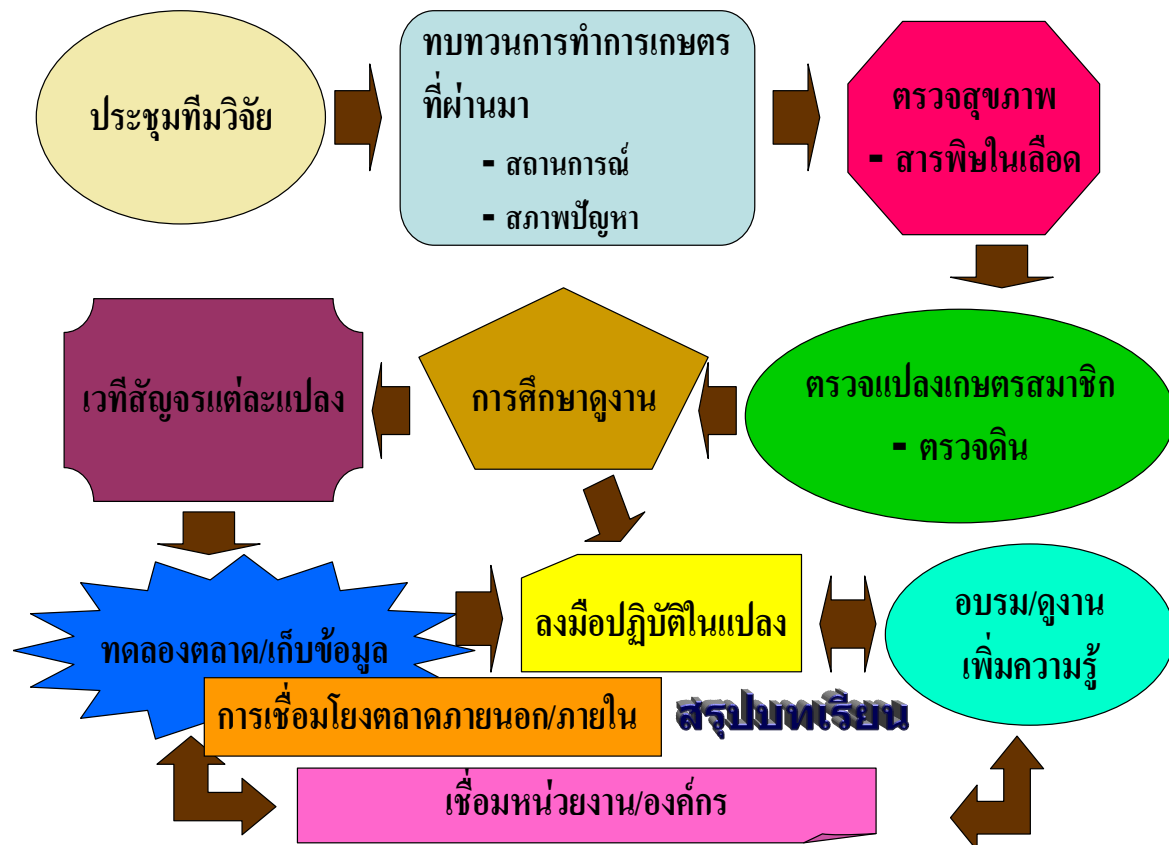 ประชุมทีมวิจัย
ทบทวนการทำการเกษตร
ที่ผ่านมา
- สถานการณ์
- สภาพปัญหา
ตรวจสุขภาพ
- สารพิษในเลือด
เวทีสัญจรแต่ละแปลง
การศึกษาดูงาน
ตรวจแปลงเกษตรสมาชิก
- ตรวจดิน
ทดลองตลาด/เก็บข้อมูล
ลงมือปฏิบัติในแปลง
อบรม/ดูงาน
เพิ่มความรู้
การเชื่อมโยงตลาดภายนอก/ภายใน
สรุปบทเรียน
เชื่อมหน่วยงาน/องค์กร